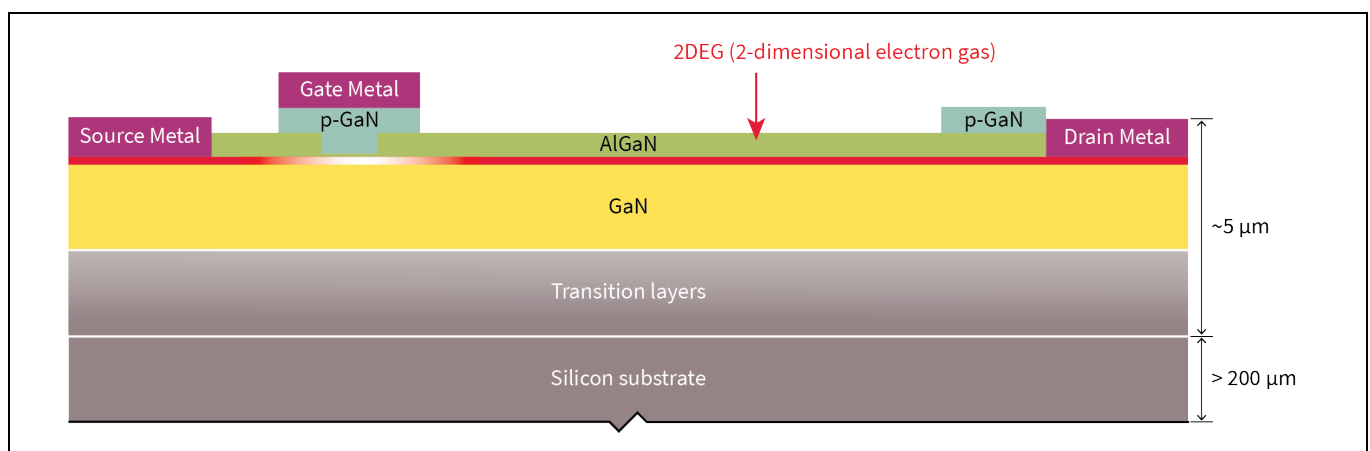 2DEG (2-dimensional electron gas)
Gate Metal
p-GaN
Source Metal
AlGaN
p-GaN
Drain Metal
GaN
~5 µm
Transition layers
Silicon substrate
> 200 µm